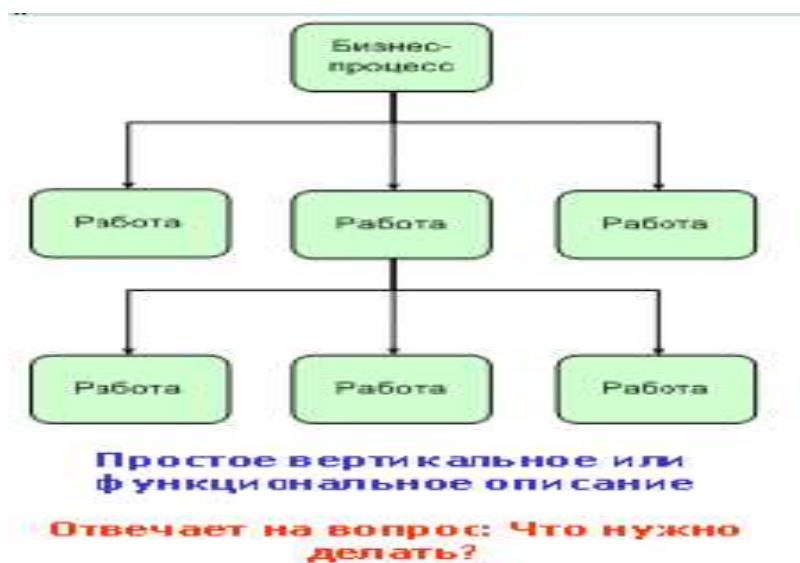 Бизнес-
процесс
Работа Работа Работа
Работа Работа Работа
Простое вертикальное или
функциональное описание
Отвечает на вопрос: Что нужно
делать?